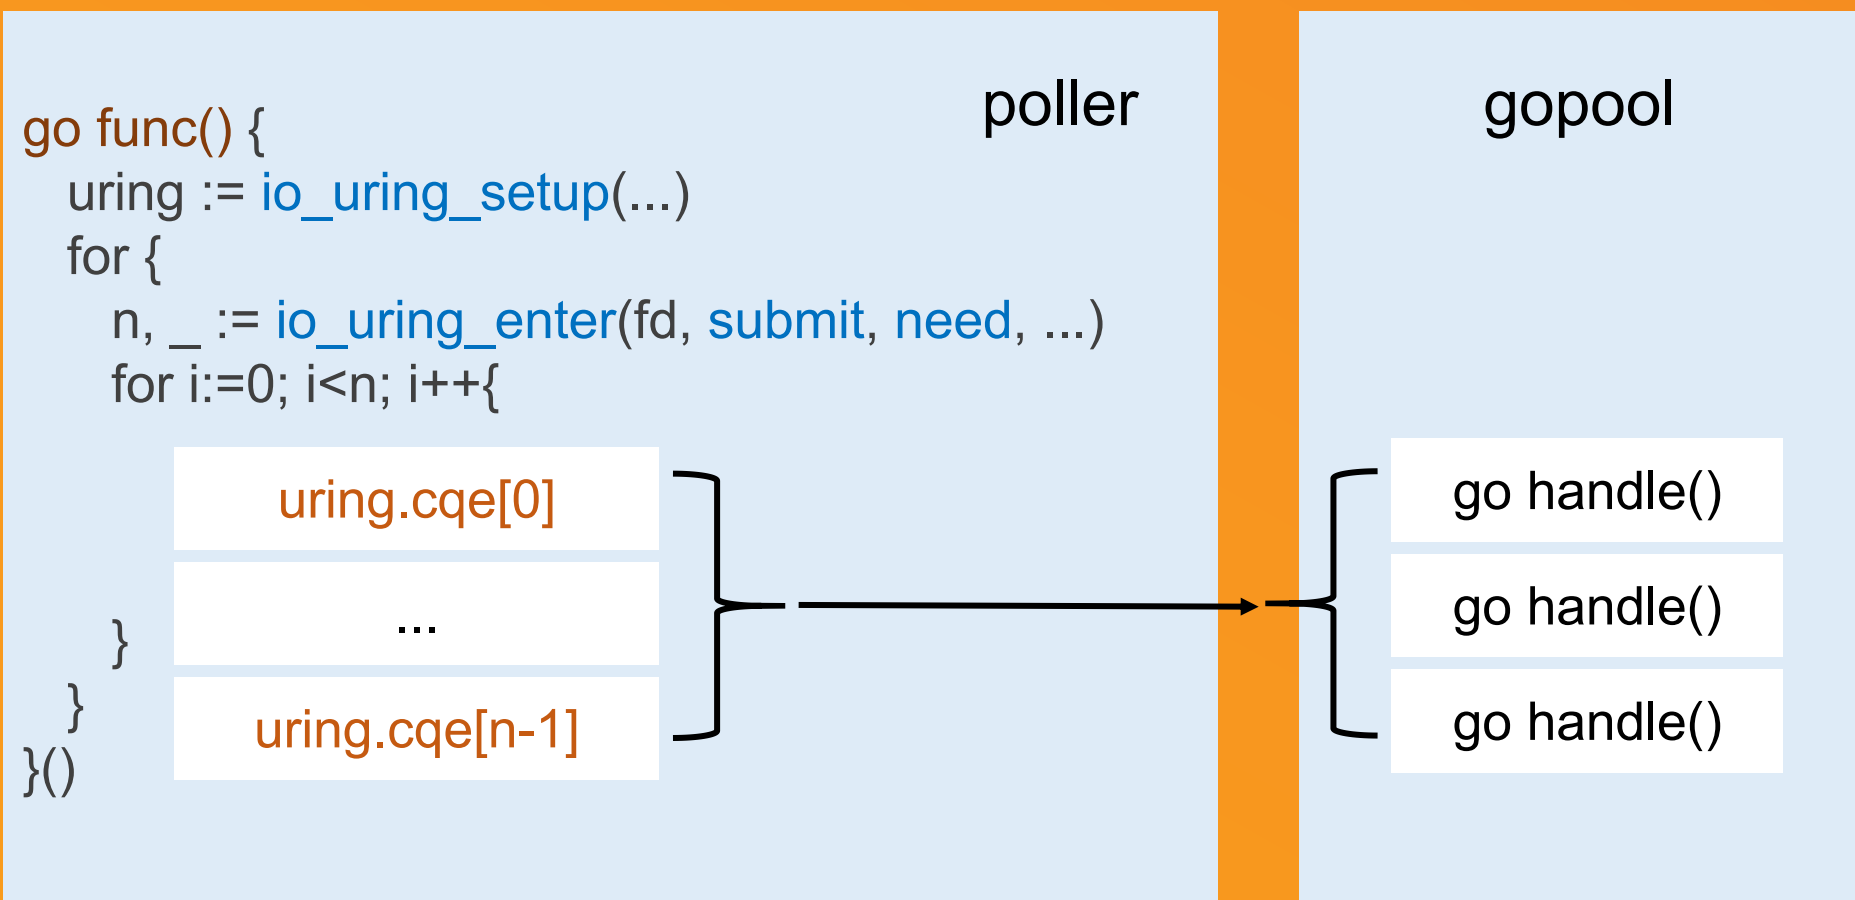 poller
go func() {
uring := io_uring_setup(...)
for {
n, _ := io_uring_enter(fd, submit, need, ...)
for i:=0; i<n; i++{
uring.cqe[0]
...
uring.cqe[n-1]
}
}
}()
gopool
go handle()
go handle()
go handle()